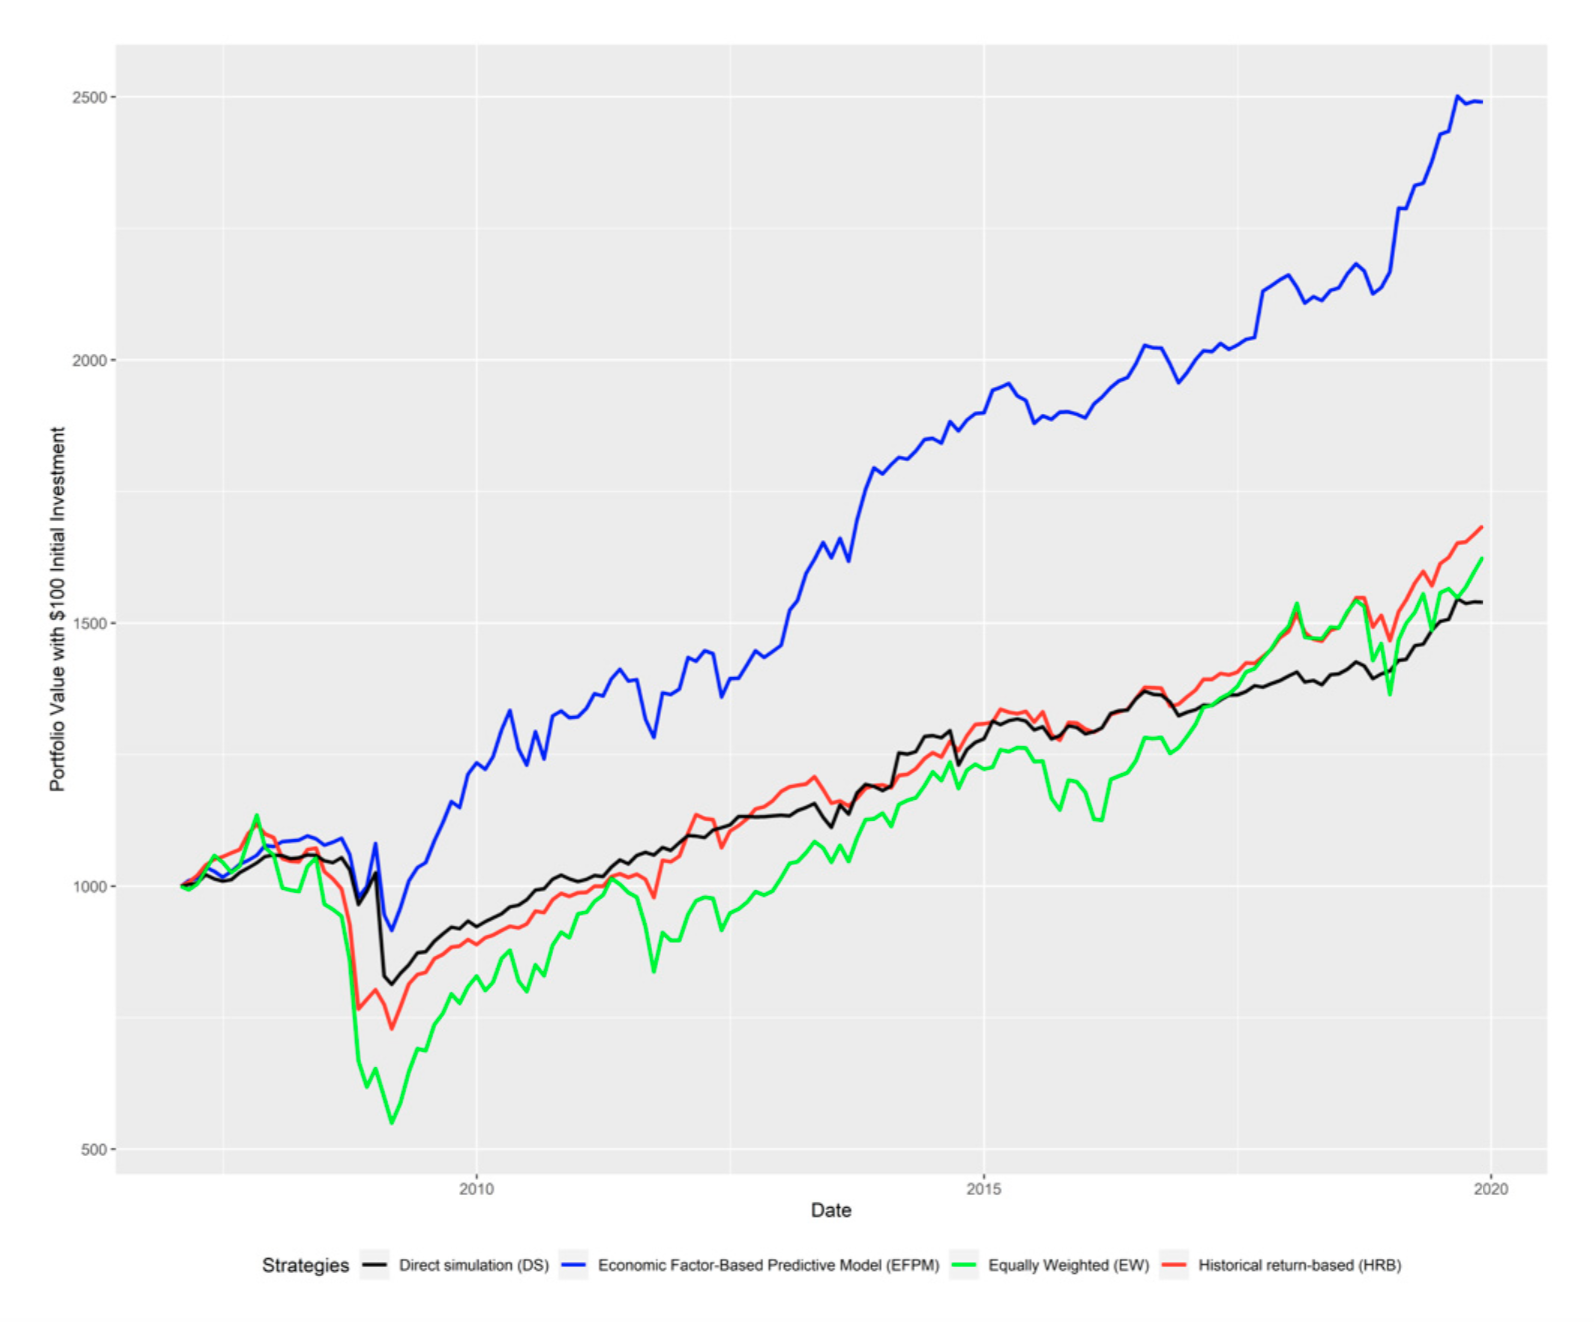 2500
2000
1500
1000
500
Portfolio Value with $100 Initial Investment
2010 2015 2020
Date
Strategies Direct simulation (DS) Economic Factor-Based Predictive Model (EFPM) Equally Weighted (EW) Historical return-based (HRB)